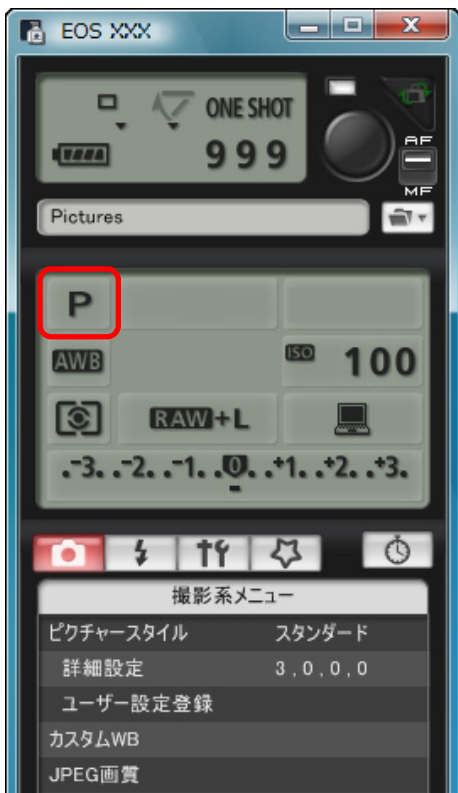 EOS XXX
ONE SHOT
999
AF
MF
Pictures
P
AWB
ISO 100
RAW+L
.-3. .-2. .-1. .0. .+1. .+2. .+3.
撮影系メニュー
ピクチャースタイル スタンダード
詳細設定 3,0,0,0
ユーザー設定登録
カスタムWB
JPEG画質